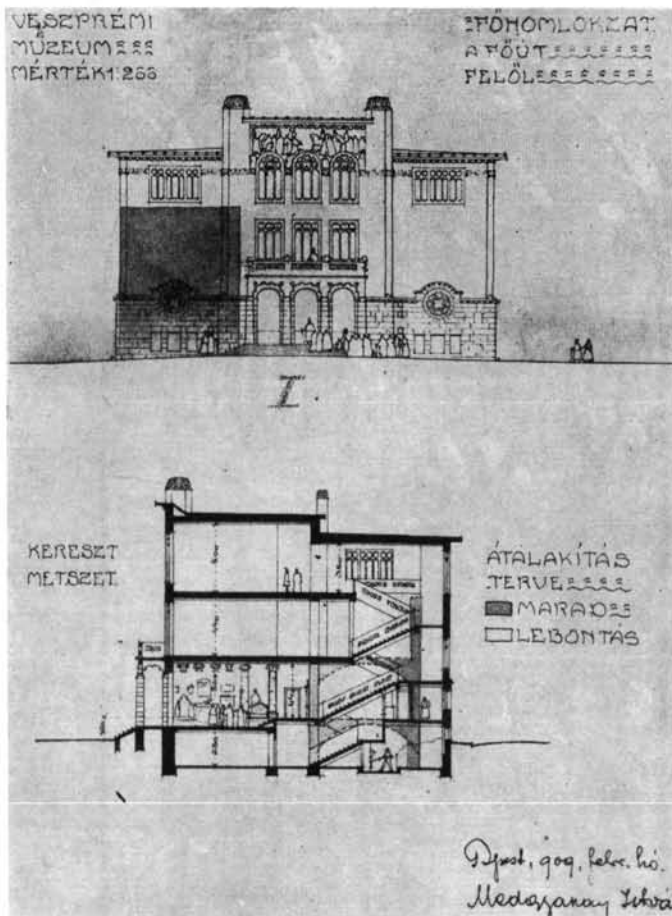 VESZPRÉMI
MÚZEUM
MÉRTÉK 1:266
FŐHOMLOKZAT
A FŐÚT
FELŐL
I
KERESZT
METSZET
ÁTALAKÍTÁS
TERVE
MARAD
LEBONTÁS
Bpest, 909, febr. hó.
Medgyaszay István